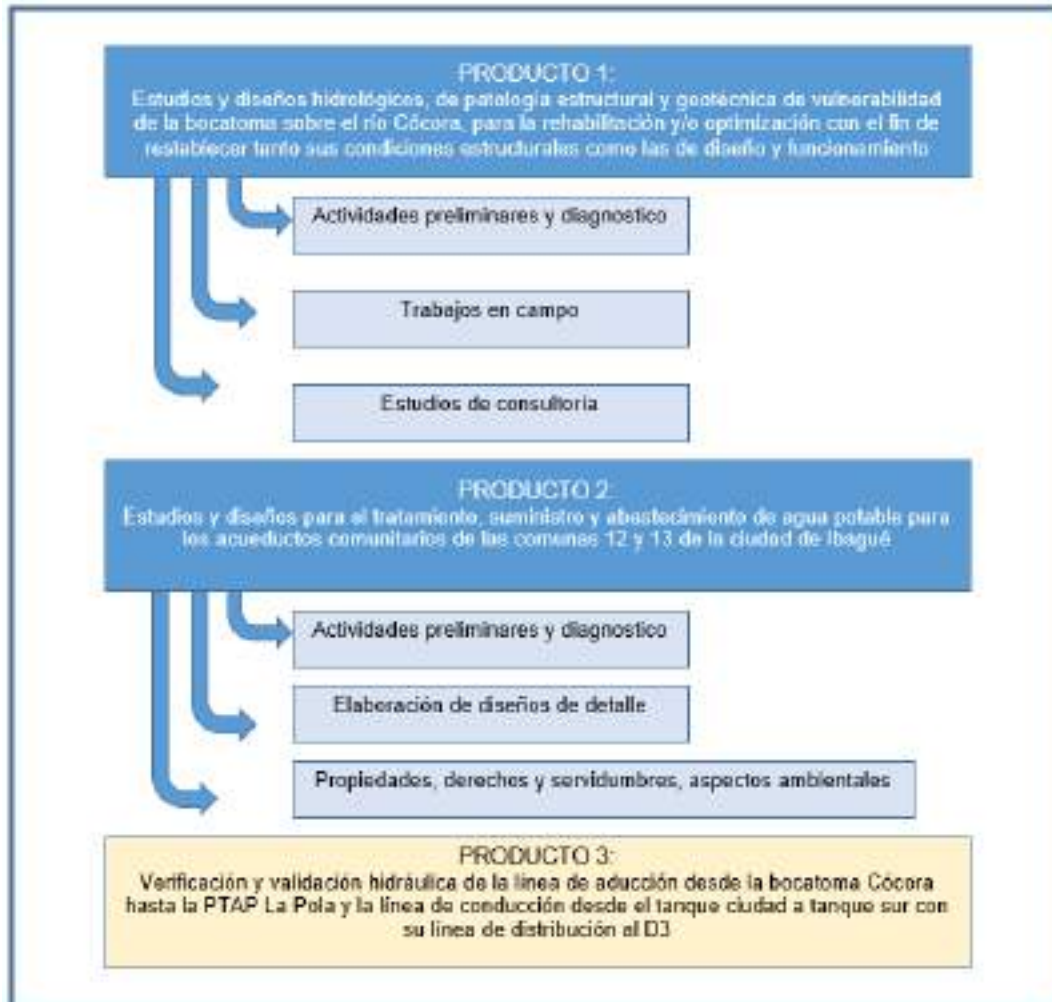 PRODUCTO 1:
Estudios y diseños hidrológicos, de patología estructural y geotécnica de vulnerabilidad
de la bocatoma sobre el río Cócora, para la rehabilitación y/o optimización con el fin de
restablecer tanto sus condiciones estructurales como las de diseño y funcionamiento
Actividades preliminares y diagnostico
Trabajos en campo
Estudios de consultoria
PRODUCTO 2:
Estudios y diseños para el tratamiento, suministro y abastecimiento de agua potable para
los acueductos comunitarios de las comunas 12 y 13 de la ciudad de Ibagué
Actividades preliminares y diagnostico
Elaboración de diseños de detalle
Propiedades, derechos y servidumbres, aspectos ambientales
PRODUCTO 3:
Verificación y validación hidráulica de la línea de aducción desde la bocatoma Cócora
hasta la PTAP La Pola y la línea de conducción desde el tanque ciudad a tanque sur con
su línea de distribución al D3